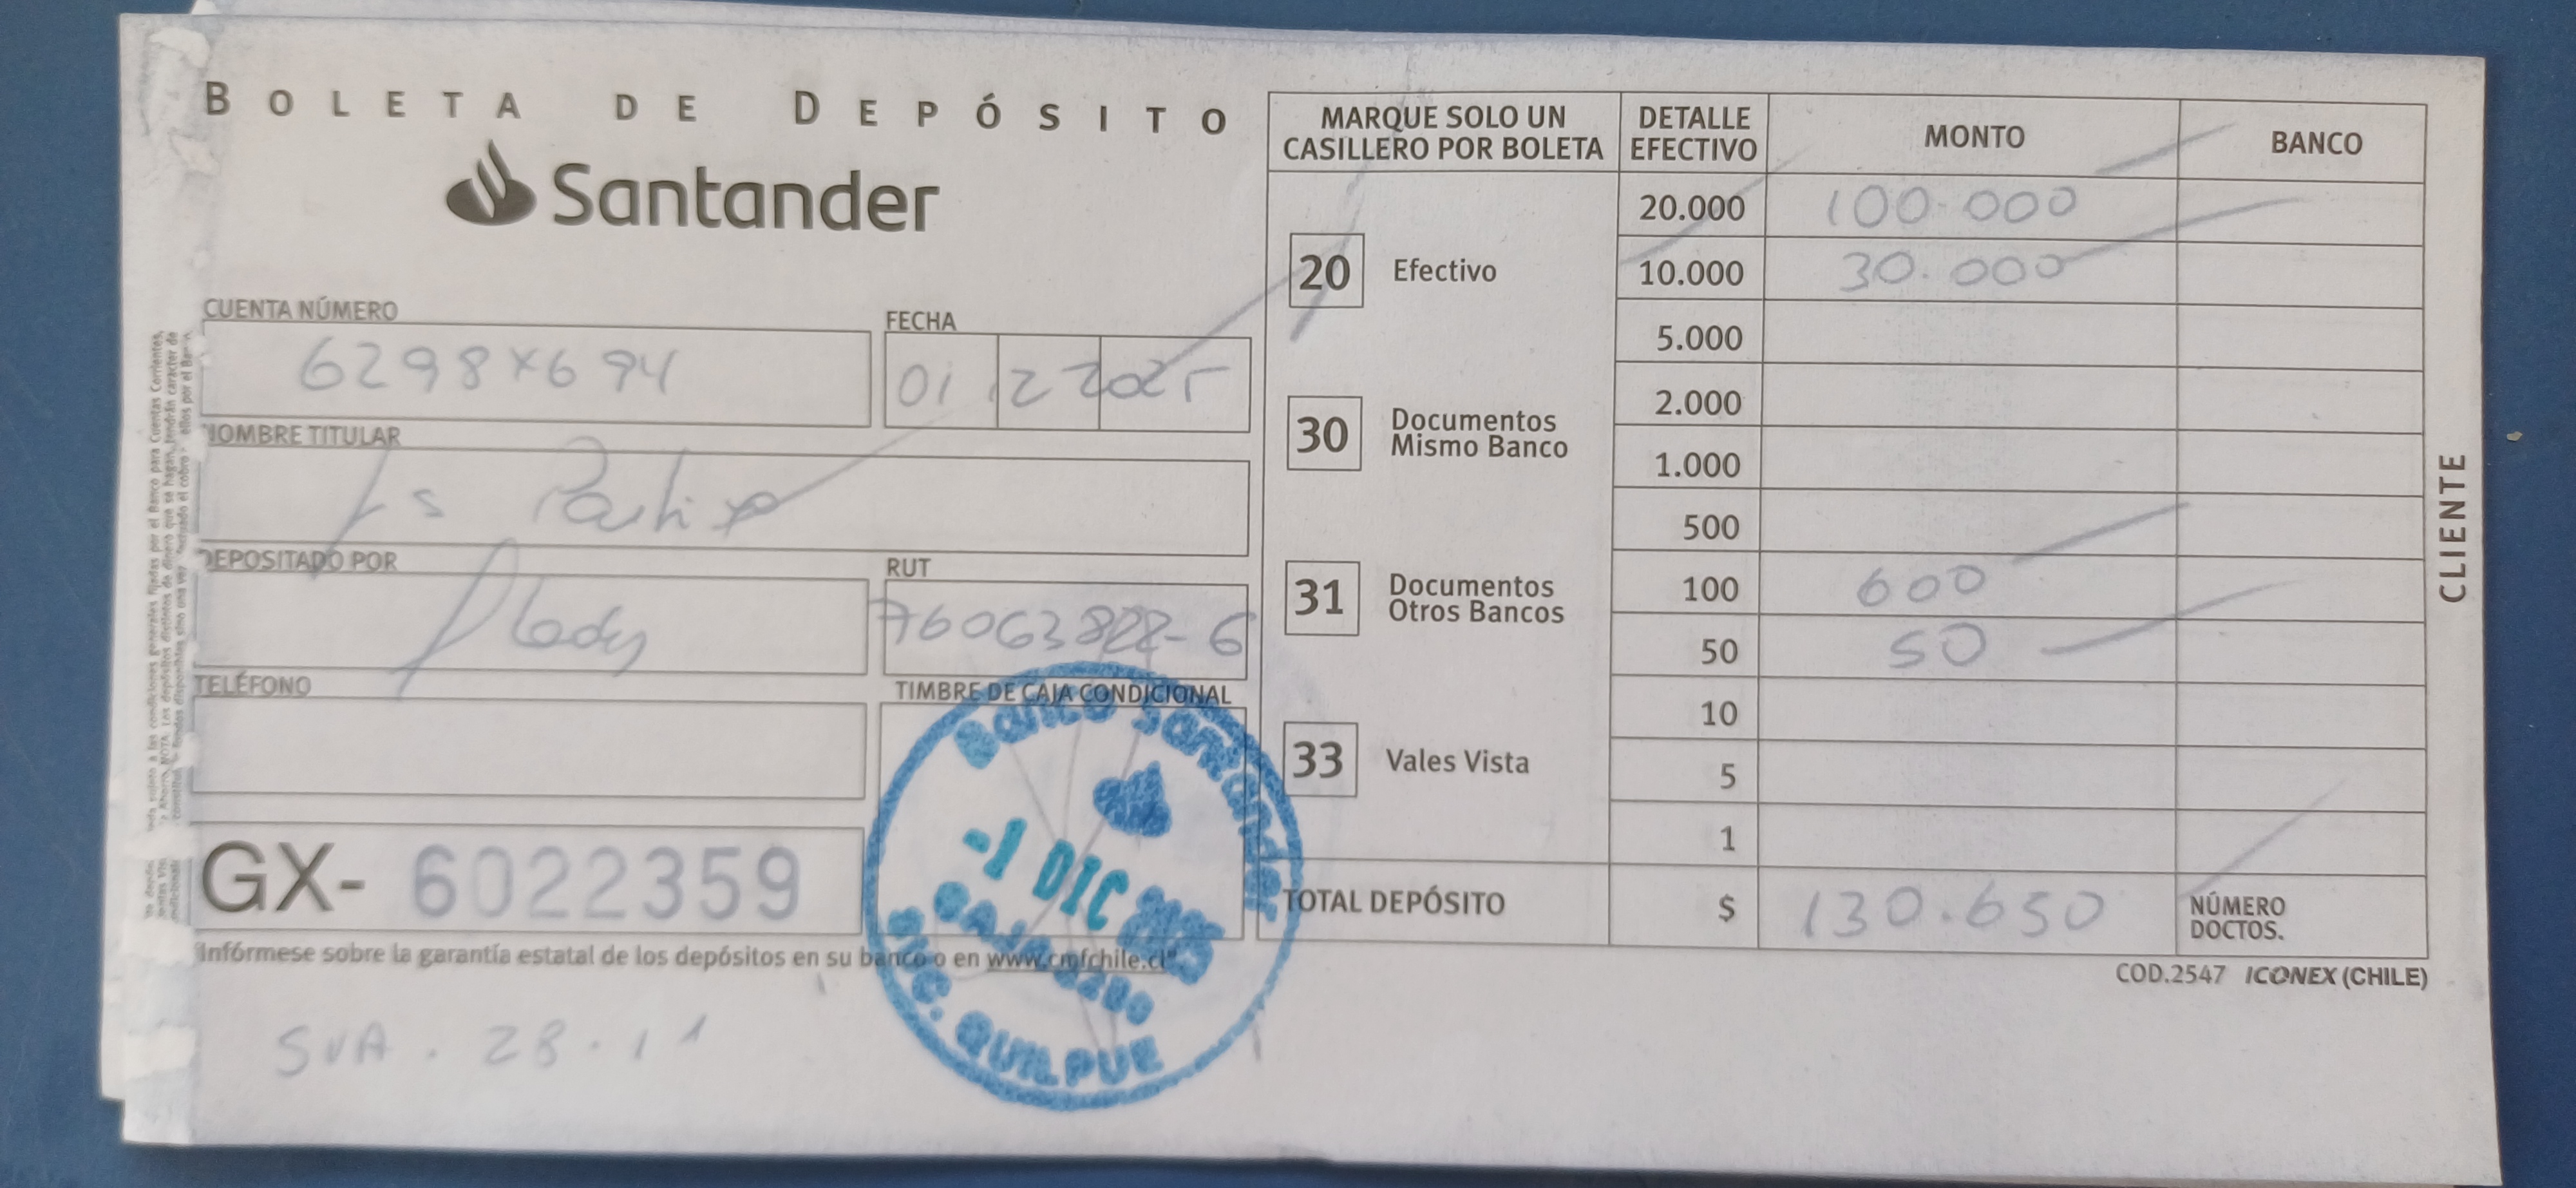 BOLETA DE DEPÓSITO
Santander
CUENTA NÚMERO
6298X694
FECHA
01 12 2025
NOMBRE TITULAR
DEPOSITADO POR
RUT
76063822-6
TELÉFONO
TIMBRE DE CAJA CONDICIONAL
GX- 6022359
"Infórmese sobre la garantía estatal de los depósitos en su banco o en www.cmfchile.cl"
SVA. 28.11
Banco Santander
-1 DIC 2025
SUC. QUILPUE
MARQUE SOLO UN CASILLERO POR BOLETA
20 Efectivo
30 Documentos Mismo Banco
31 Documentos Otros Bancos
33 Vales Vista
DETALLE EFECTIVO MONTO BANCO
20.000 100.000
10.000 30.000
5.000
2.000
1.000
500
100 600
50 50
10
5
1
TOTAL DEPÓSITO $ 130.650 NÚMERO DOCTOS.
COD.2547 ICONEX (CHILE)
CLIENTE